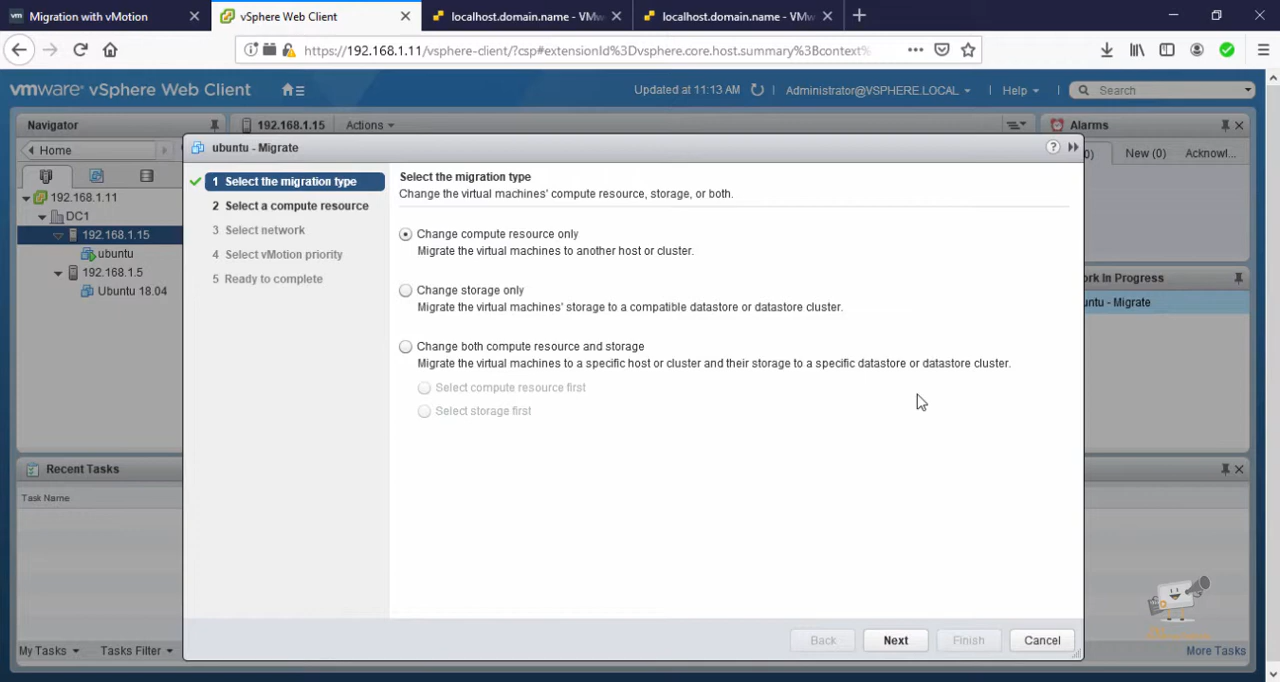 Migration with vMotion
vSphere Web Client
localhost.domain.name - VMw
localhost.domain.name - VMw
https://192.168.1.11/vsphere-client/?csp#extensionId%3Dvsphere.core.host.summary%3Bcontext%
vmware vSphere Web Client
Updated at 11:13 AM
Administrator@VSPHERE.LOCAL
Help
Search
Navigator
Home
192.168.1.11
DC1
192.168.1.15
ubuntu
192.168.1.5
Ubuntu 18.04
192.168.1.15
Actions
Alarms
New (0)
Acknowl...
ork In Progress
untu - Migrate
ubuntu - Migrate
1 Select the migration type
2 Select a compute resource
3 Select network
4 Select vMotion priority
5 Ready to complete
Select the migration type
Change the virtual machines' compute resource, storage, or both.
Change compute resource only
Migrate the virtual machines to another host or cluster.
Change storage only
Migrate the virtual machines' storage to a compatible datastore or datastore cluster.
Change both compute resource and storage
Migrate the virtual machines to a specific host or cluster and their storage to a specific datastore or datastore cluster.
Select compute resource first
Select storage first
Back
Next
Finish
Cancel
Recent Tasks
Task Name
My Tasks
Tasks Filter
More Tasks